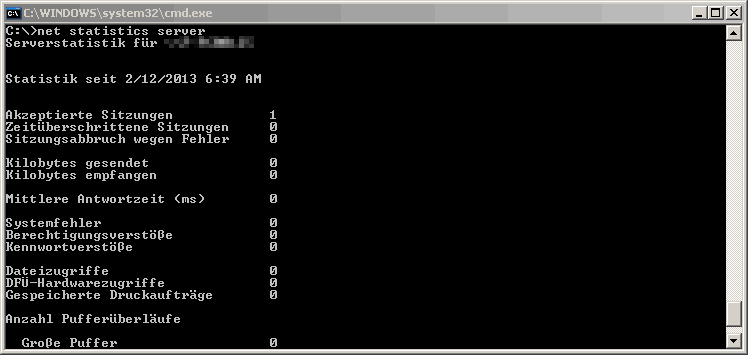 C:\WINDOWS\system32\cmd.exe
C:\>net statistics server
Serverstatistik für
Statistik seit 2/12/2013 6:39 AM
Akzeptierte Sitzungen 1
Zeitüberschrittene Sitzungen 0
Sitzungsabbruch wegen Fehler 0
Kilobytes gesendet 0
Kilobytes empfangen 0
Mittlere Antwortzeit (ms) 0
Systemfehler 0
Berechtigungsverstöße 0
Kennwortverstöße 0
Dateizugriffe 0
DFÜ-Hardwarezugriffe 0
Gespeicherte Druckaufträge 0
Anzahl Pufferüberläufe
Große Puffer 0